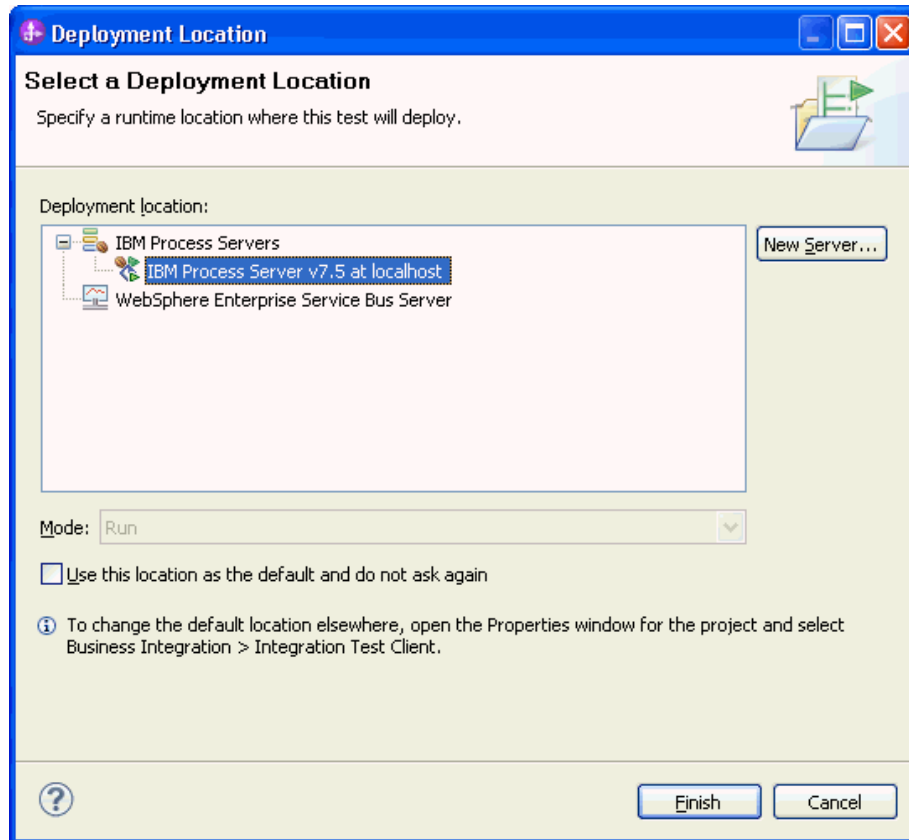 Deployment Location
Select a Deployment Location
Specify a runtime location where this test will deploy.
Deployment location:
IBM Process Servers
New Server...
IBM Process Server v7.5 at localhost
WebSphere Enterprise Service Bus Server
Mode: Run
Use this location as the default and do not ask again
To change the default location elsewhere, open the Properties window for the project and select
Business Integration > Integration Test Client.
Finish
Cancel